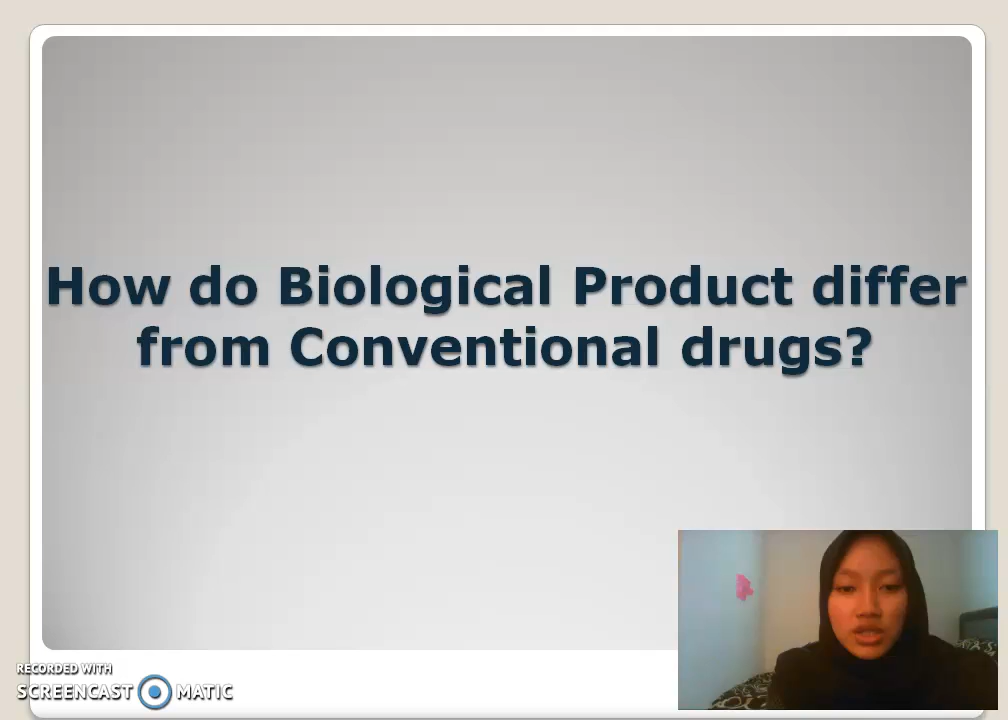 How do Biological Product differ
from Conventional drugs?
RECORDED WITH
SCREENCAST MATIC